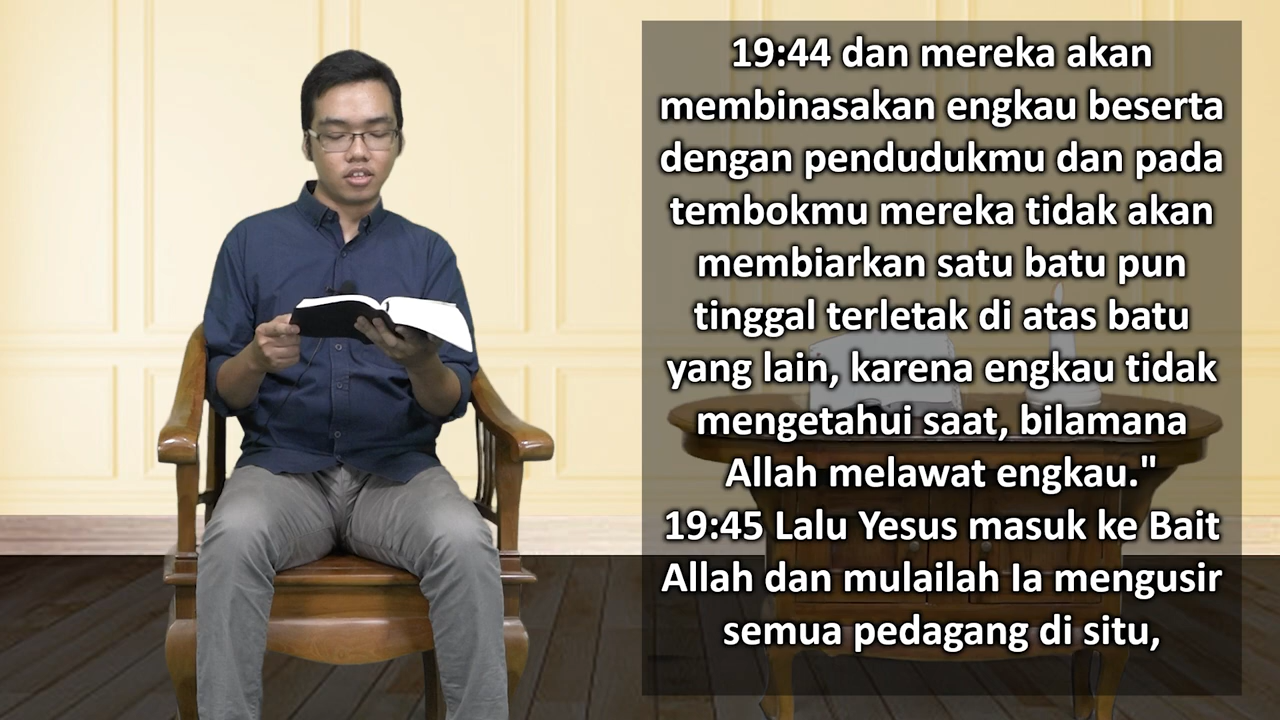 19:44 dan mereka akan
membinasakan engkau beserta
dengan pendudukmu dan pada
tembokmu mereka tidak akan
membiarkan satu batu pun
tinggal terletak di atas batu
yang lain, karena engkau tidak
mengetahui saat, bilamana
Allah melawat engkau."
19:45 Lalu Yesus masuk ke Bait
Allah dan mulailah Ia mengusir
semua pedagang di situ,